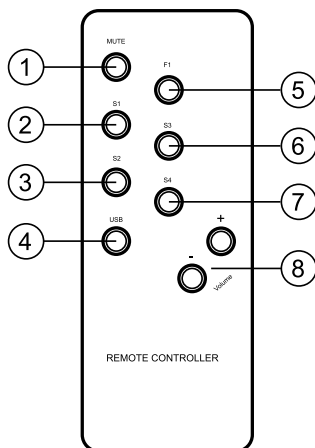 MUTE
F1
1
5
S1
2
S3
6
S2
3
S4
7
USB
4
+
-
8
Volume
REMOTE CONTROLLER